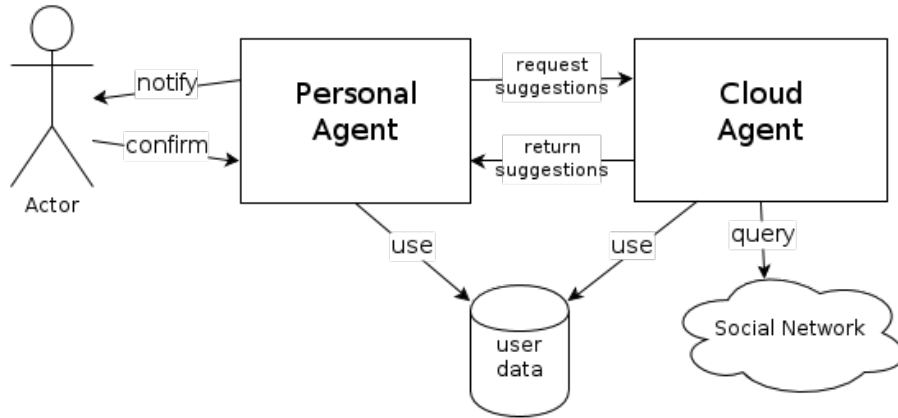 notify
confirm
Actor
Personal
Agent
request
suggestions
return
suggestions
Cloud
Agent
use
use
query
user
data
Social Network